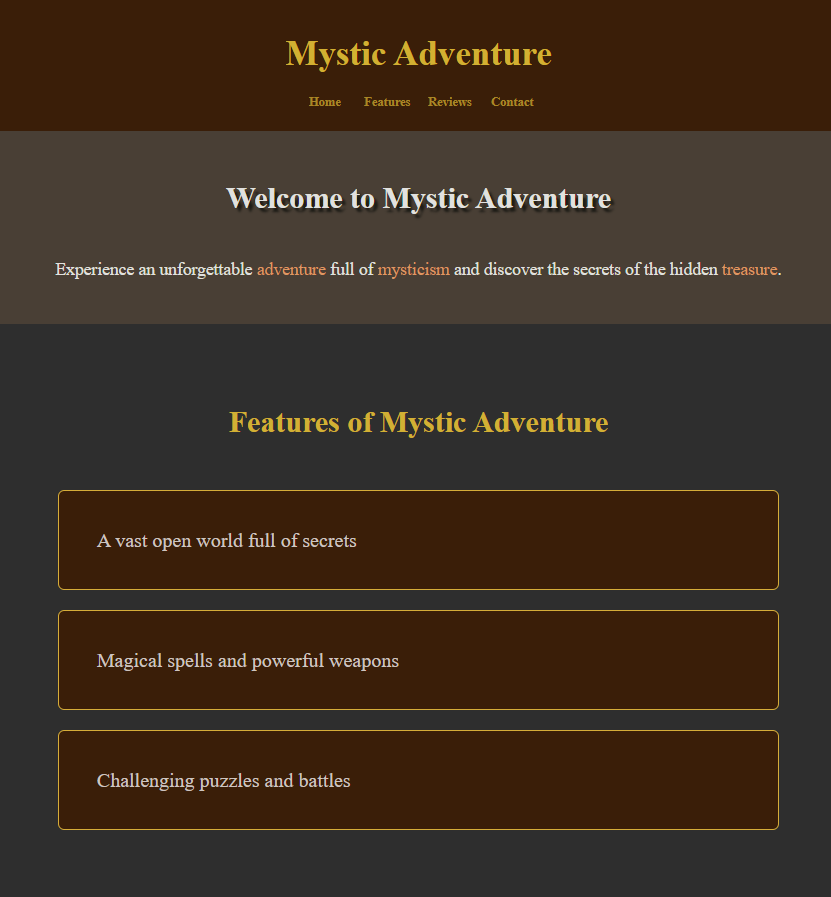 Mystic Adventure
Home Features Reviews Contact
Welcome to Mystic Adventure
Experience an unforgettable adventure full of mysticism and discover the secrets of the hidden treasure.
Features of Mystic Adventure
A vast open world full of secrets
Magical spells and powerful weapons
Challenging puzzles and battles